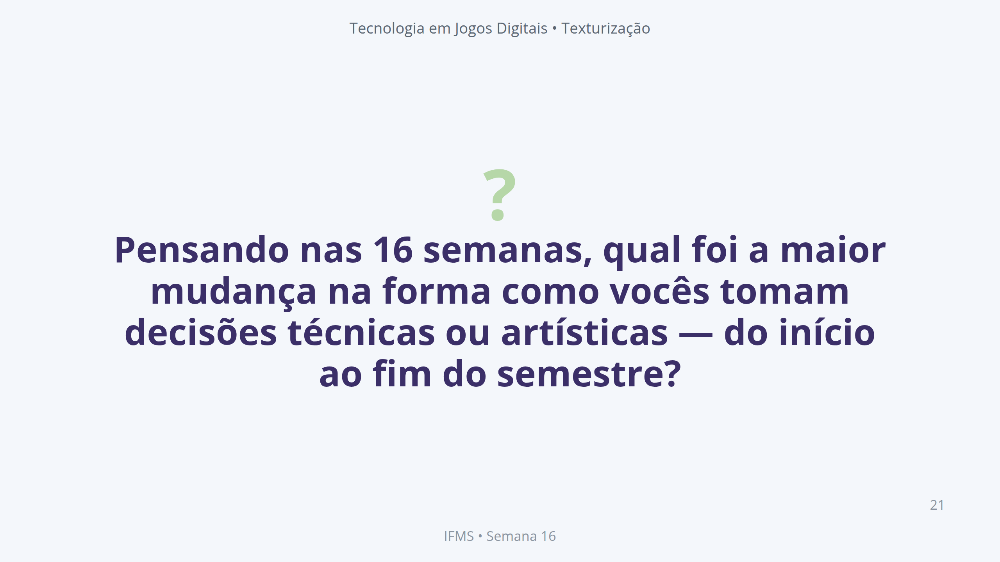 Tecnologia em Jogos Digitais • Texturização
?
Pensando nas 16 semanas, qual foi a maior
mudança na forma como vocês tomam
decisões técnicas ou artísticas — do início
ao fim do semestre?
21
IFMS • Semana 16